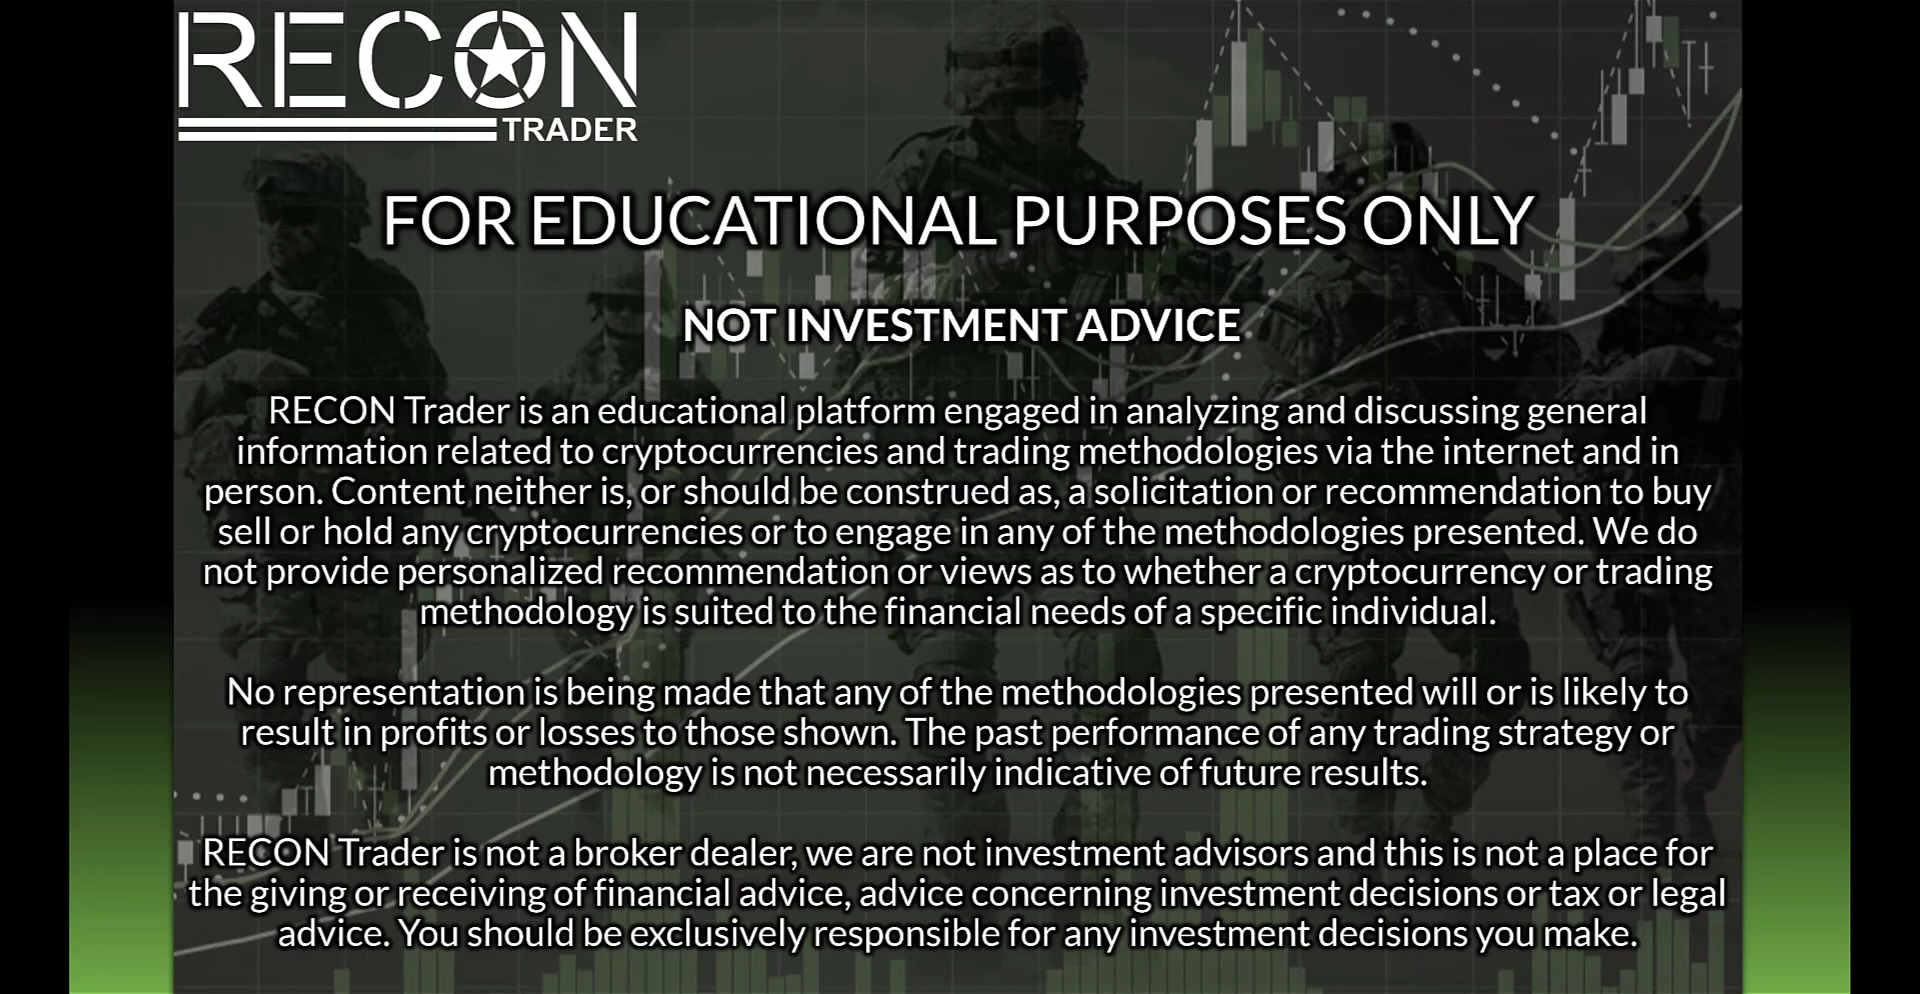 RECON
TRADER
FOR EDUCATIONAL PURPOSES ONLY
NOT INVESTMENT ADVICE
RECON Trader is an educational platform engaged in analyzing and discussing general
information related to cryptocurrencies and trading methodologies via the internet and in
person. Content neither is, or should be construed as, a solicitation or recommendation to buy
sell or hold any cryptocurrencies or to engage in any of the methodologies presented. We do
not provide personalized recommendation or views as to whether a cryptocurrency or trading
methodology is suited to the financial needs of a specific individual.
No representation is being made that any of the methodologies presented will or is likely to
result in profits or losses to those shown. The past performance of any trading strategy or
methodology is not necessarily indicative of future results.
RECON Trader is not a broker dealer, we are not investment advisors and this is not a place for
the giving or receiving of financial advice, advice concerning investment decisions or tax or legal
advice. You should be exclusively responsible for any investment decisions you make.